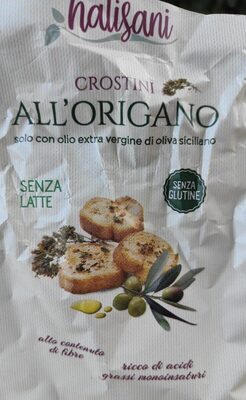 nalisani
CROSTINI
ALL'ORIGANO
solo con olio extra vergine di oliva siciliano
SENZA
LATTE
SENZA
GLUTINE
alto contenuto
di fibre
ricco di acidi
grassi monoinsaturi